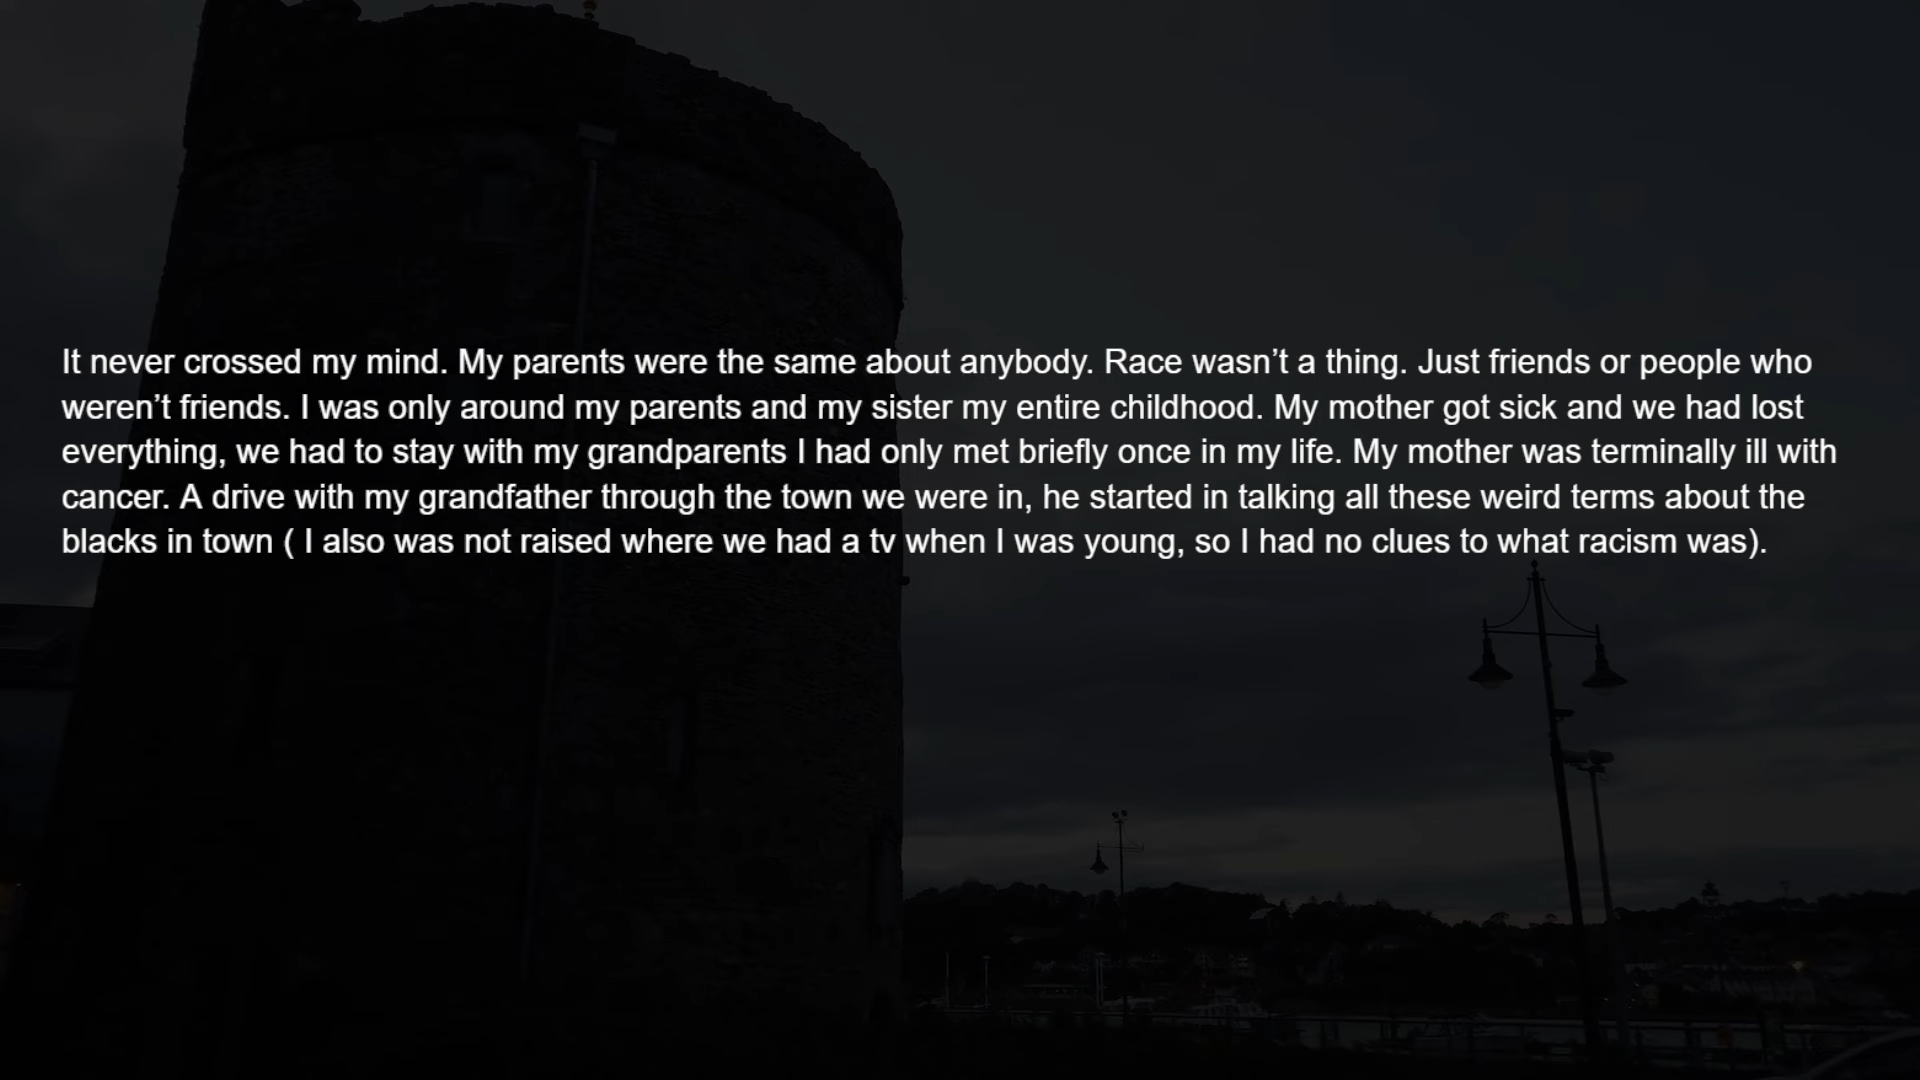 It never crossed my mind. My parents were the same about anybody. Race wasn’t a thing. Just friends or people who
weren’t friends. I was only around my parents and my sister my entire childhood. My mother got sick and we had lost
everything, we had to stay with my grandparents I had only met briefly once in my life. My mother was terminally ill with
cancer. A drive with my grandfather through the town we were in, he started in talking all these weird terms about the
blacks in town ( I also was not raised where we had a tv when I was young, so I had no clues to what racism was).